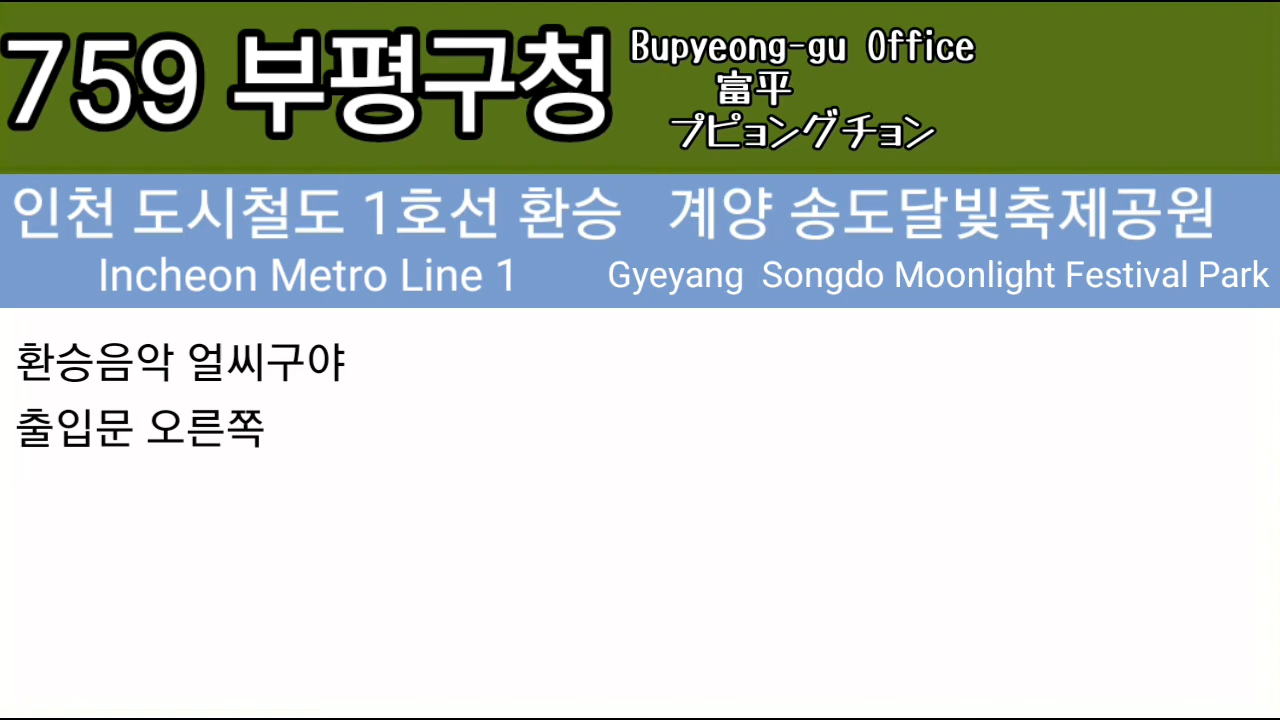 759 부평구청
Bupyeong-gu Office
富平
プピョングチョン
인천 도시철도 1호선 환승 계양 송도달빛축제공원
Incheon Metro Line 1 Gyeyang Songdo Moonlight Festival Park
환승음악 얼씨구야
출입문 오른쪽